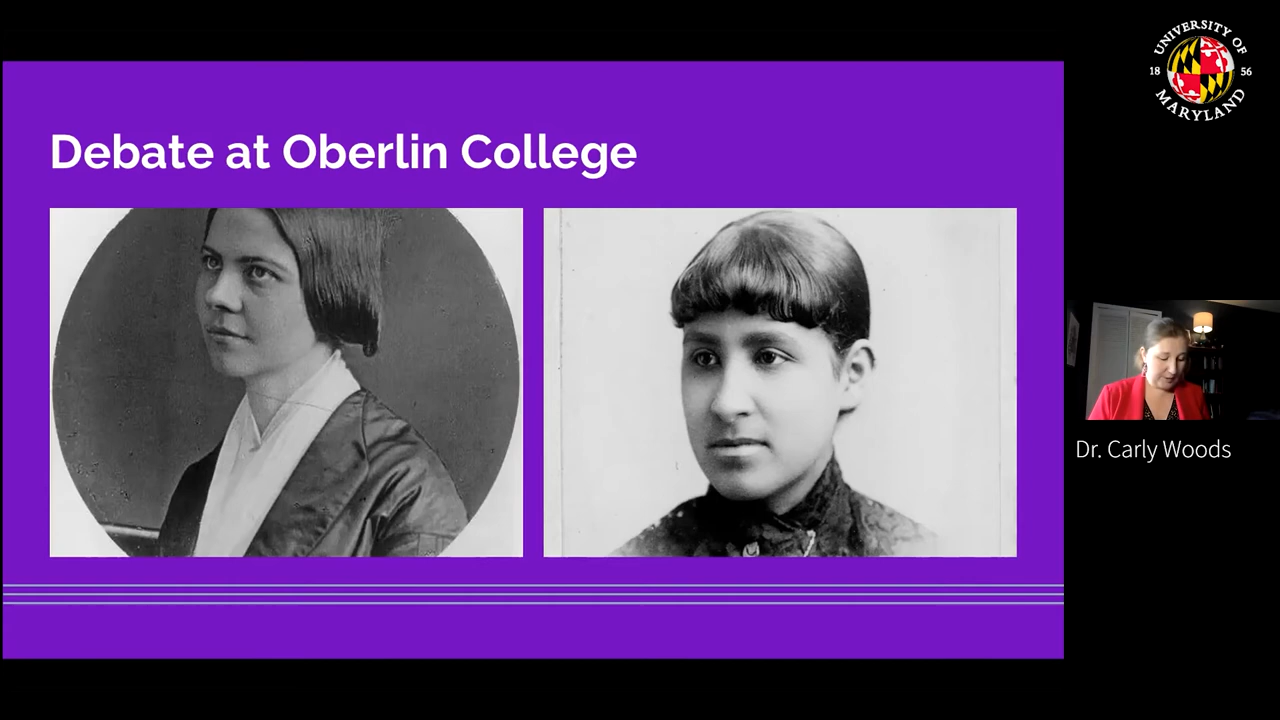 Debate at Oberlin College
UNIVERSITY OF
18 56
MARYLAND
Dr. Carly Woods